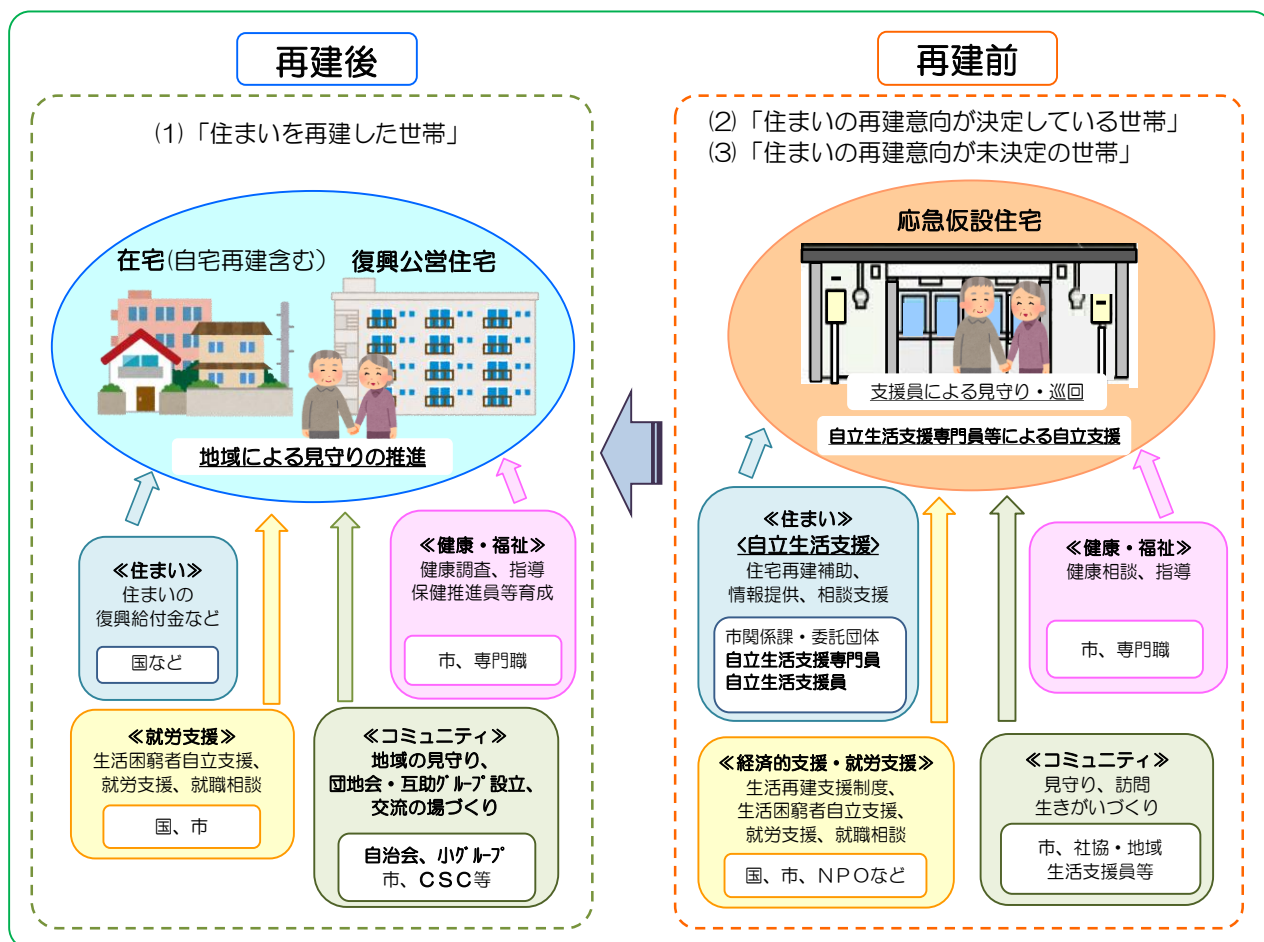 再建後
⑴「住まいを再建した世帯」
在宅(自宅再建含む) 復興公営住宅
地域による見守りの推進
≪住まい≫
住まいの
復興給付金など
国など
≪健康・福祉≫
健康調査、指導
保健推進員等育成
市、専門職
≪就労支援≫
生活困窮者自立支援、
就労支援、就職相談
国、市
≪コミュニティ≫
地域の見守り、
団地会・互助グループ設立、
交流の場づくり
自治会、小グループ
市、CSC等
再建前
⑵「住まいの再建意向が決定している世帯」
⑶「住まいの再建意向が未決定の世帯」
応急仮設住宅
支援員による見守り・巡回
自立生活支援専門員等による自立支援
≪住まい≫
〈自立生活支援〉
住宅再建補助、
情報提供、相談支援
市関係課・委託団体
自立生活支援専門員
自立生活支援員
≪健康・福祉≫
健康相談、指導
市、専門職
≪経済的支援・就労支援≫
生活再建支援制度、
生活困窮者自立支援、
就労支援、就職相談
国、市、NPOなど
≪コミュニティ≫
見守り、訪問
生きがいづくり
市、社協・地域
生活支援員等